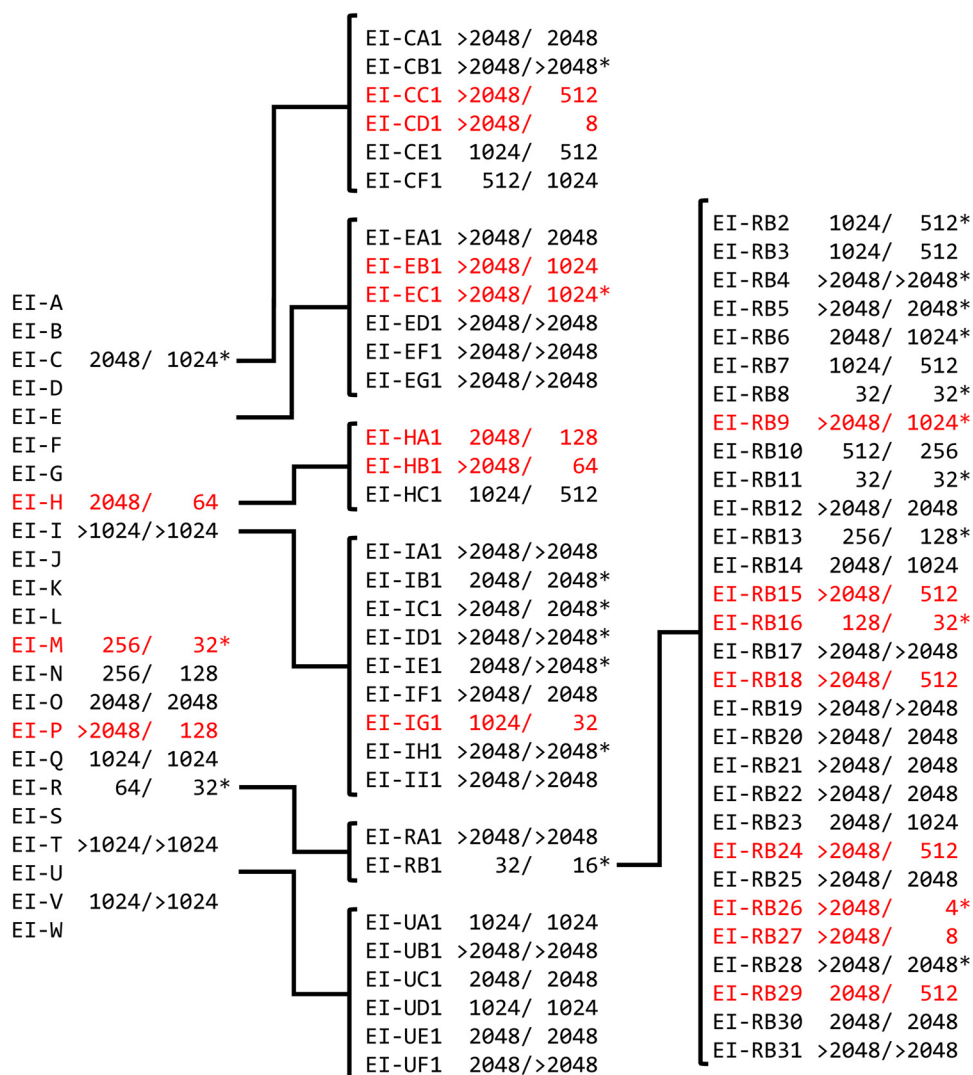 EI-A
EI-B
EI-C 2048/ 1024*
EI-D
EI-E
EI-F
EI-G
EI-H 2048/ 64
EI-I >1024/>1024
EI-J
EI-K
EI-L
EI-M 256/ 32*
EI-N 256/ 128
EI-O 2048/ 2048
EI-P >2048/ 128
EI-Q 1024/ 1024
EI-R 64/ 32*
EI-S
EI-T >1024/>1024
EI-U
EI-V 1024/>1024
EI-W
EI-CA1 >2048/ 2048
EI-CB1 >2048/>2048*
EI-CC1 >2048/ 512
EI-CD1 >2048/ 8
EI-CE1 1024/ 512
EI-CF1 512/ 1024
EI-EA1 >2048/ 2048
EI-EB1 >2048/ 1024
EI-EC1 >2048/ 1024*
EI-ED1 >2048/>2048
EI-EF1 >2048/>2048
EI-EG1 >2048/>2048
EI-HA1 2048/ 128
EI-HB1 >2048/ 64
EI-HC1 1024/ 512
EI-IA1 >2048/>2048
EI-IB1 2048/ 2048*
EI-IC1 >2048/ 2048*
EI-ID1 >2048/>2048*
EI-IE1 2048/>2048*
EI-IF1 >2048/ 2048
EI-IG1 1024/ 32
EI-IH1 >2048/>2048*
EI-II1 >2048/>2048
EI-RA1 >2048/>2048
EI-RB1 32/ 16*
EI-UA1 1024/ 1024
EI-UB1 >2048/>2048
EI-UC1 2048/ 2048
EI-UD1 1024/ 1024
EI-UE1 2048/ 2048
EI-UF1 2048/>2048
EI-RB2 1024/ 512*
EI-RB3 1024/ 512
EI-RB4 >2048/>2048*
EI-RB5 >2048/ 2048*
EI-RB6 2048/ 1024*
EI-RB7 1024/ 512
EI-RB8 32/ 32*
EI-RB9 >2048/ 1024*
EI-RB10 512/ 256
EI-RB11 32/ 32*
EI-RB12 >2048/ 2048
EI-RB13 256/ 128*
EI-RB14 2048/ 1024
EI-RB15 >2048/ 512
EI-RB16 128/ 32*
EI-RB17 >2048/>2048
EI-RB18 >2048/ 512
EI-RB19 >2048/>2048
EI-RB20 >2048/ 2048
EI-RB21 >2048/ 2048
EI-RB22 >2048/ 2048
EI-RB23 2048/ 1024
EI-RB24 >2048/ 512
EI-RB25 >2048/ 2048
EI-RB26 >2048/ 4*
EI-RB27 >2048/ 8
EI-RB28 >2048/ 2048*
EI-RB29 2048/ 512
EI-RB30 2048/ 2048
EI-RB31 >2048/>2048